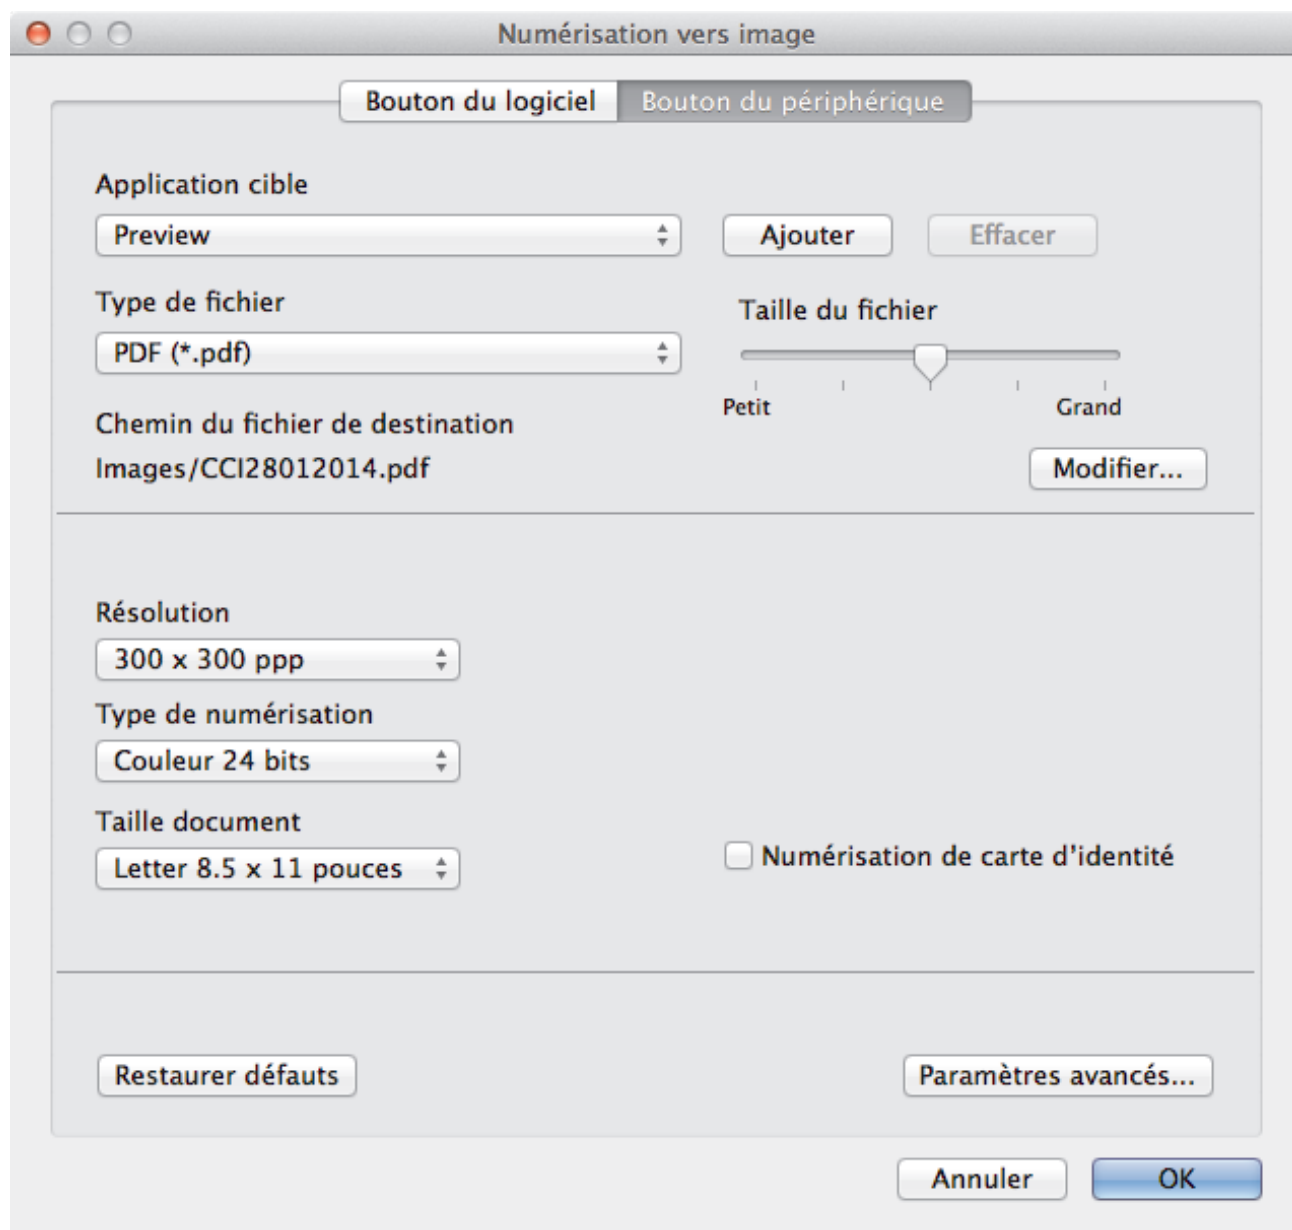 Numérisation vers image
Bouton du logiciel Bouton du périphérique
Application cible
Preview Ajouter Effacer
Type de fichier Taille du fichier
PDF (*.pdf)
Petit Grand
Chemin du fichier de destination
Images/CCI28012014.pdf Modifier...
Résolution
300 x 300 ppp
Type de numérisation
Couleur 24 bits
Taille document
Letter 8.5 x 11 pouces Numérisation de carte d'identité
Restaurer défauts Paramètres avancés...
Annuler OK